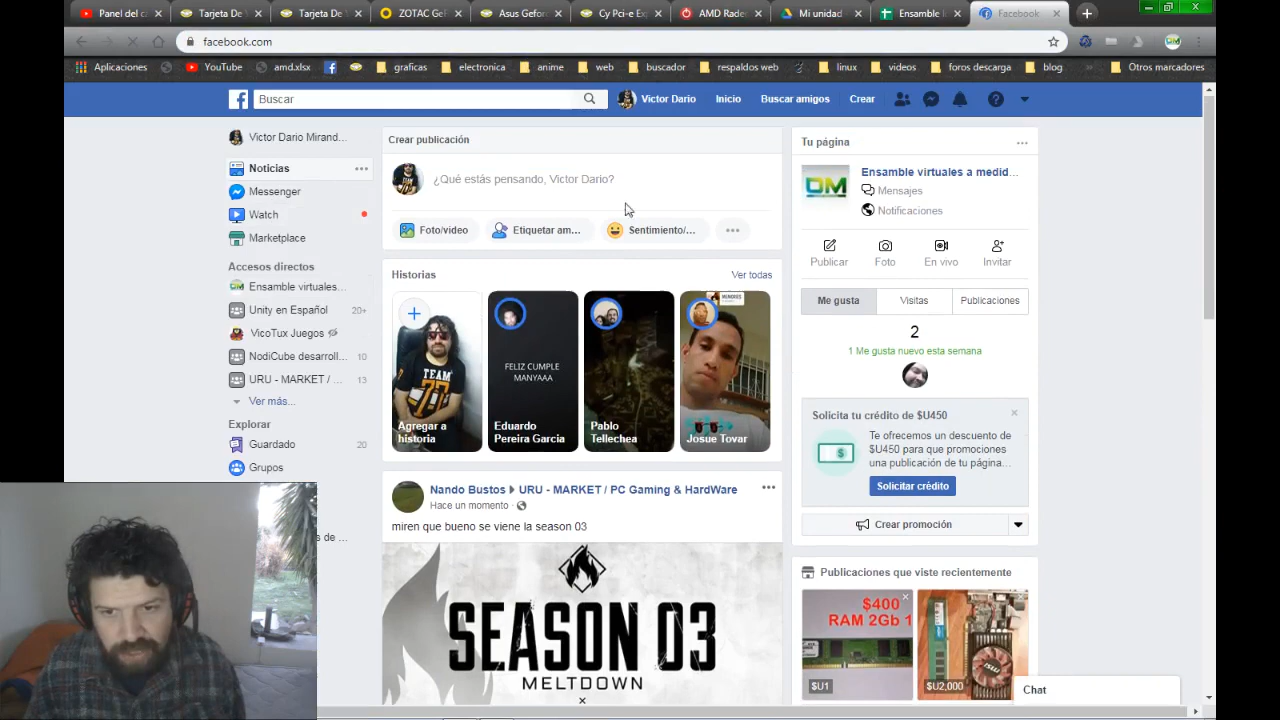 Panel del c
Tarjeta De
Tarjeta De
ZOTAC GeF
Asus Gefor
Cy Pci-e Exp
AMD Rade
Mi unidad
Ensamble
Facebook
facebook.com
Aplicaciones
YouTube
amd.xlsx
graficas
electronica
anime
web
buscador
respaldos web
linux
videos
foros descarga
blog
Otros marcadores
Buscar
Victor Dario
Inicio
Buscar amigos
Crear
Victor Dario Mirand...
Noticias
Messenger
Watch
Marketplace
Accesos directos
Ensamble virtuales...
Unity en Español 20+
VicoTux Juegos
NodiCube desarroll... 10
URU - MARKET / ... 13
Ver más...
Explorar
Guardado 20
Grupos
s de ...
Crear publicación
¿Qué estás pensando, Victor Dario?
Foto/video
Etiquetar am...
Sentimiento/...
Historias
Ver todas
FELIZ CUMPLE
MANYAAA
Agregar a
historia
Eduardo
Pereira Garcia
Pablo
Tellechea
Josue Tovar
TEAM
77
Nando Bustos
URU - MARKET / PC Gaming & HardWare
Hace un momento
miren que bueno se viene la season 03
SEASON 03
MELTDOWN
Tu página
OM
Ensamble virtuales a medid...
Mensajes
Notificaciones
Publicar
Foto
En vivo
Invitar
Me gusta
Visitas
Publicaciones
2
1 Me gusta nuevo esta semana
Solicita tu crédito de $U450
Te ofrecemos un descuento de
$U450 para que promociones
una publicación de tu página...
Solicitar crédito
Crear promoción
Publicaciones que viste recientemente
$400
RAM 2Gb 1
$U1
$U2,000
msi
Chat